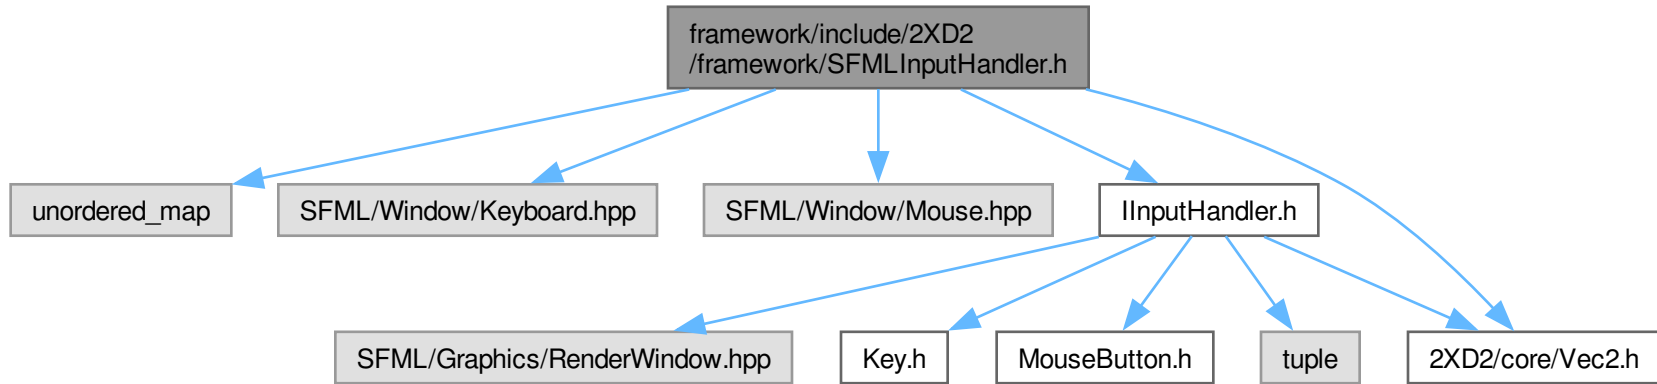 framework/include/2XD2
/framework/SFMLInputHandler.h
unordered_map
SFML/Window/Keyboard.hpp
SFML/Window/Mouse.hpp
IInputHandler.h
SFML/Graphics/RenderWindow.hpp
Key.h
MouseButton.h
tuple
2XD2/core/Vec2.h